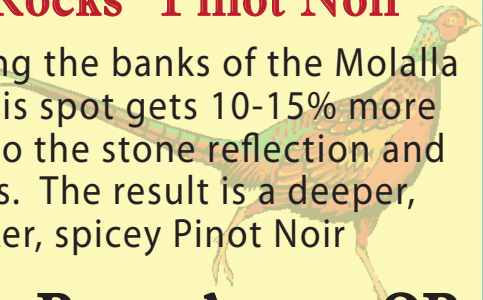 Rocks" Pinot Noir
ng the banks of the Molalla
is spot gets 10-15% more
o the stone reflection and
s. The result is a deeper,
er, spicey Pinot Noir
OR